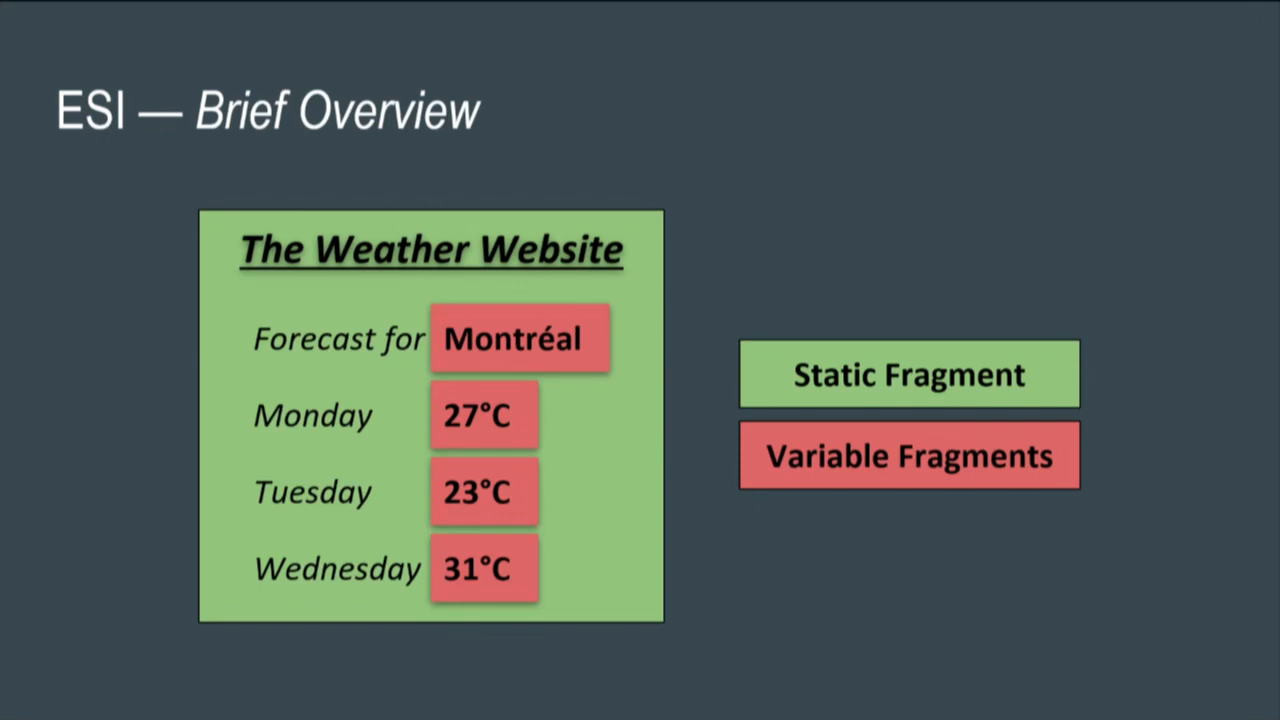 ESI — Brief Overview
The Weather Website
Forecast for Montréal
Monday 27°C
Tuesday 23°C
Wednesday 31°C
Static Fragment
Variable Fragments